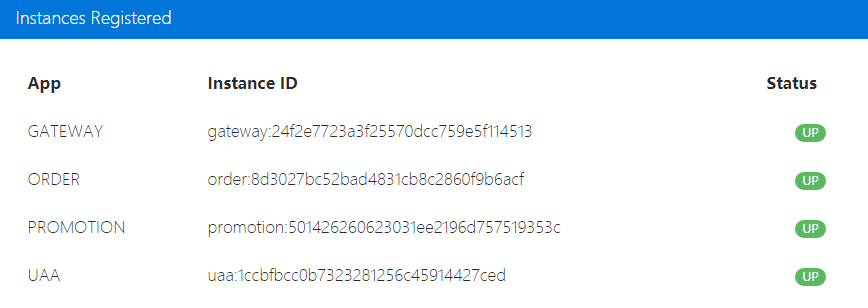 Instances Registered
App Instance ID Status
GATEWAY gateway:24f2e7723a3f25570dcc759e5f114513 UP
ORDER order:8d3027bc52bad4831cb8c2860f9b6acf UP
PROMOTION promotion:501426260623031ee2196d757519353c UP
UAA uaa:1ccbfbcc0b7323281256c45914427ced UP